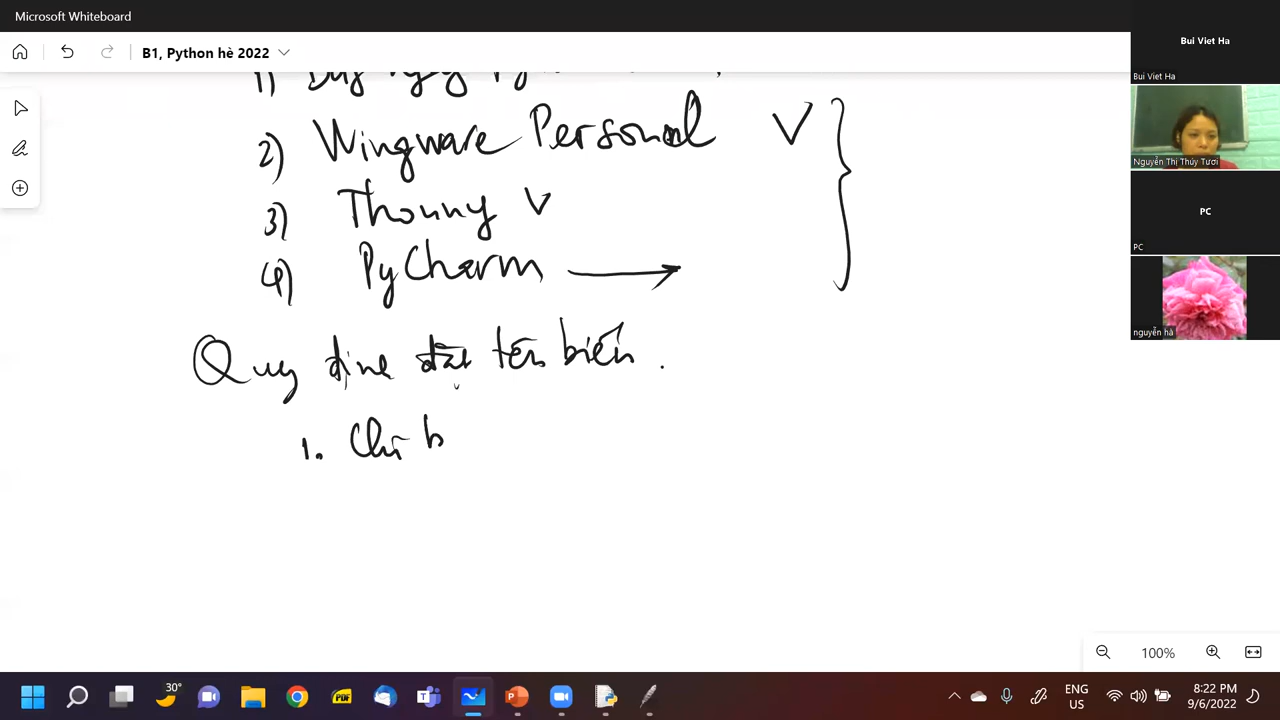 Microsoft Whiteboard
B1, Python hè 2022
1)
2) Wingware Personal V
3) Thonny V
4) PyCharm
Quy định đặt tên biến.
1. Chỉ b
Bui Viet Ha
Bui Viet Ha
Nguyễn Thị Thúy Tươi
PC
PC
nguyễn hà
100%
30°
PDF
ENG
US
8:22 PM
9/6/2022